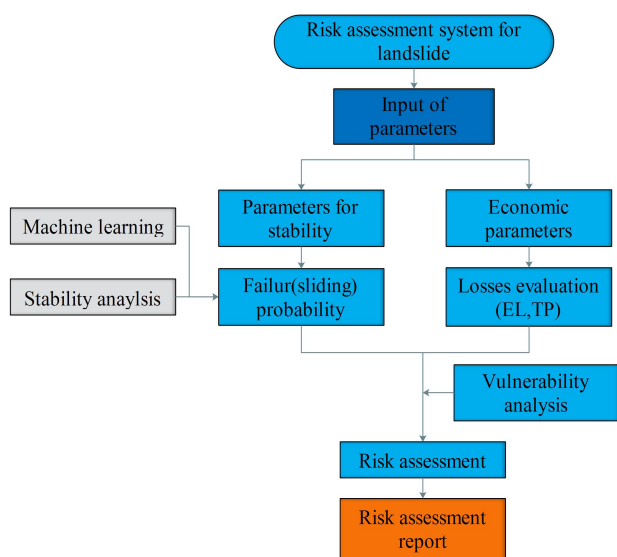 Risk assessment system for
landslide
Input of
parameters
Parameters for
stability
Economic
parameters
Machine learning
Stability anaylsis
Failur(sliding)
probability
Losses evaluation
(EL,TP)
Vulnerability
analysis
Risk assessment
Risk assessment
report